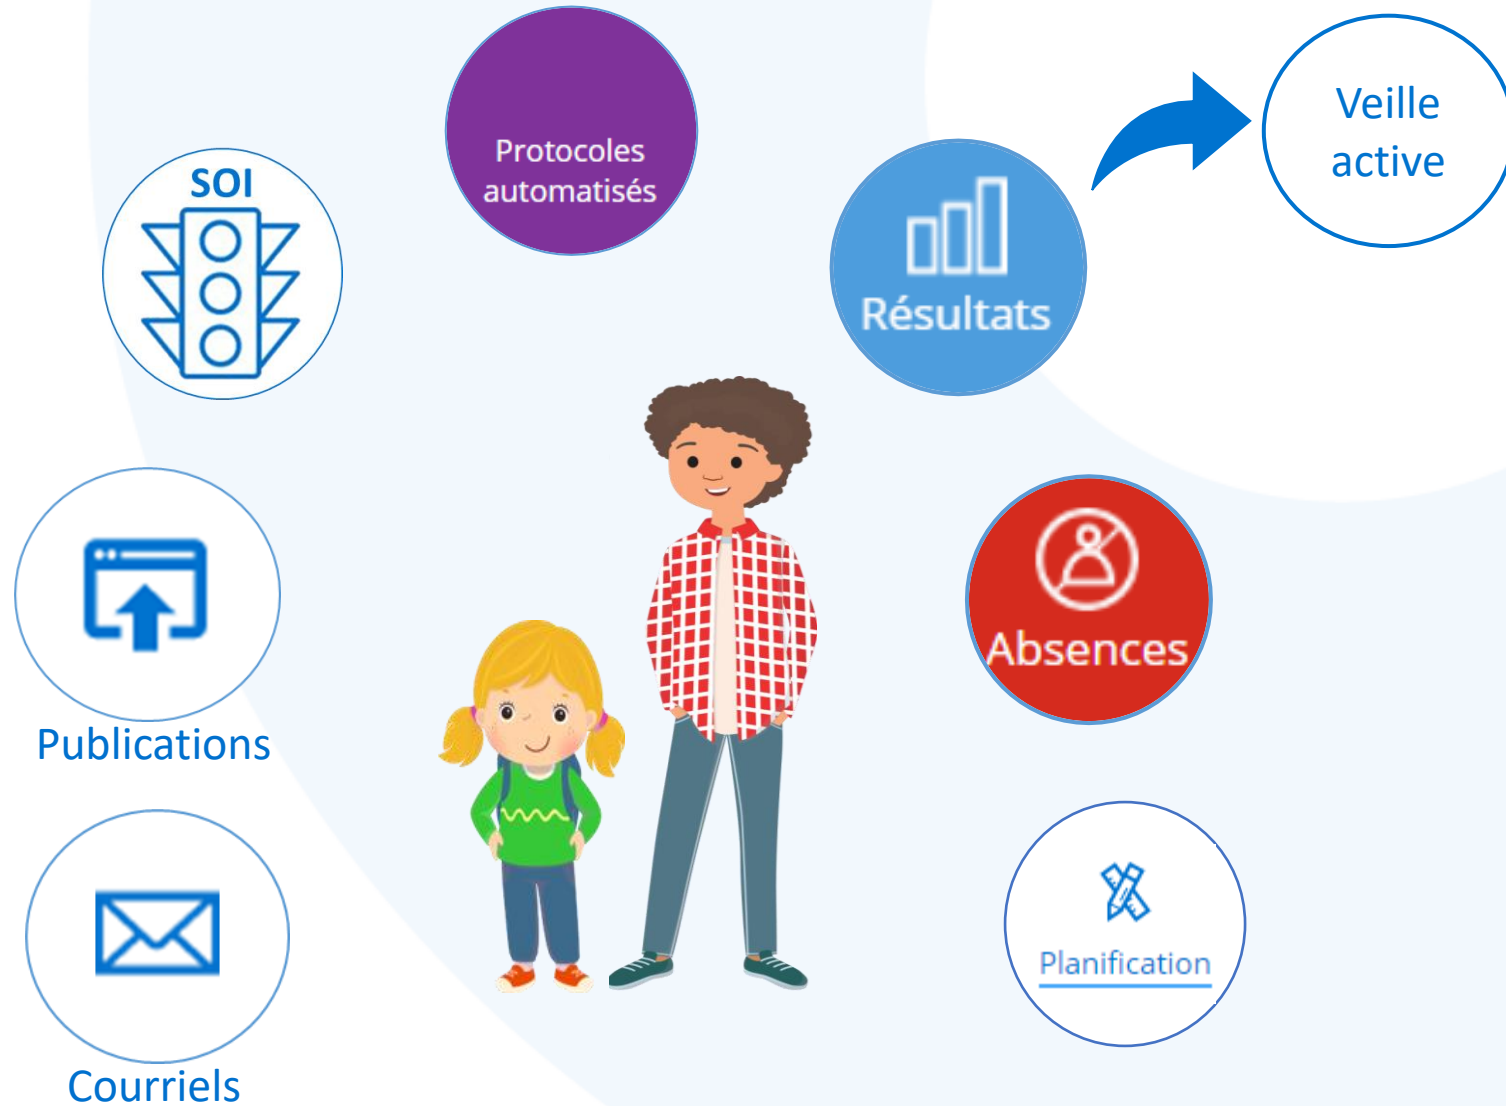 Protocoles
automatisés
Veille
active
SOI
Résultats
Absences
Publications
Planification
Courriels